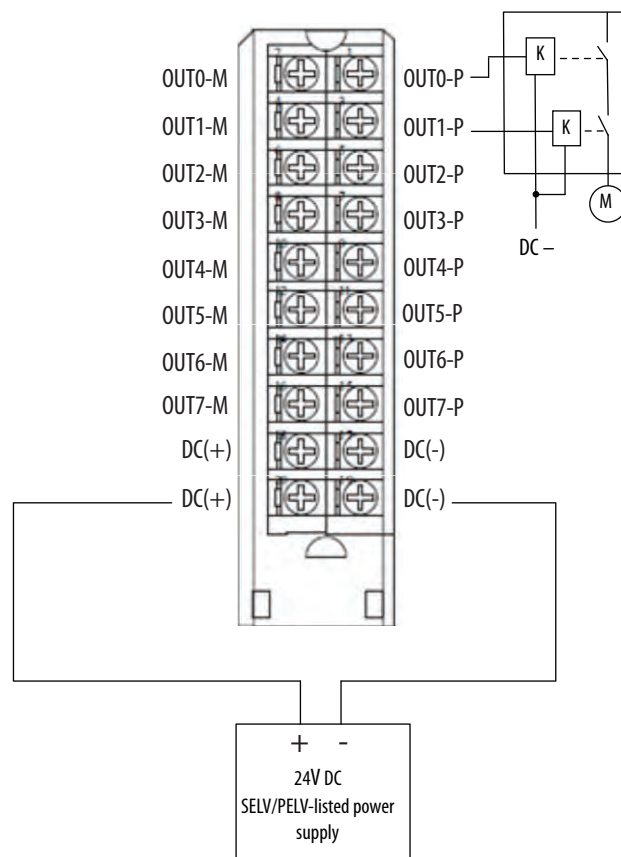 K
OUT0-M OUT0-P
K
OUT1-M OUT1-P
OUT2-M OUT2-P
OUT3-M OUT3-P
M
DC –
OUT4-M OUT4-P
OUT5-M OUT5-P
OUT6-M OUT6-P
OUT7-M OUT7-P
DC(+) DC(-)
DC(+) DC(-)
+ -
24V DC
SELV/PELV-listed power
supply